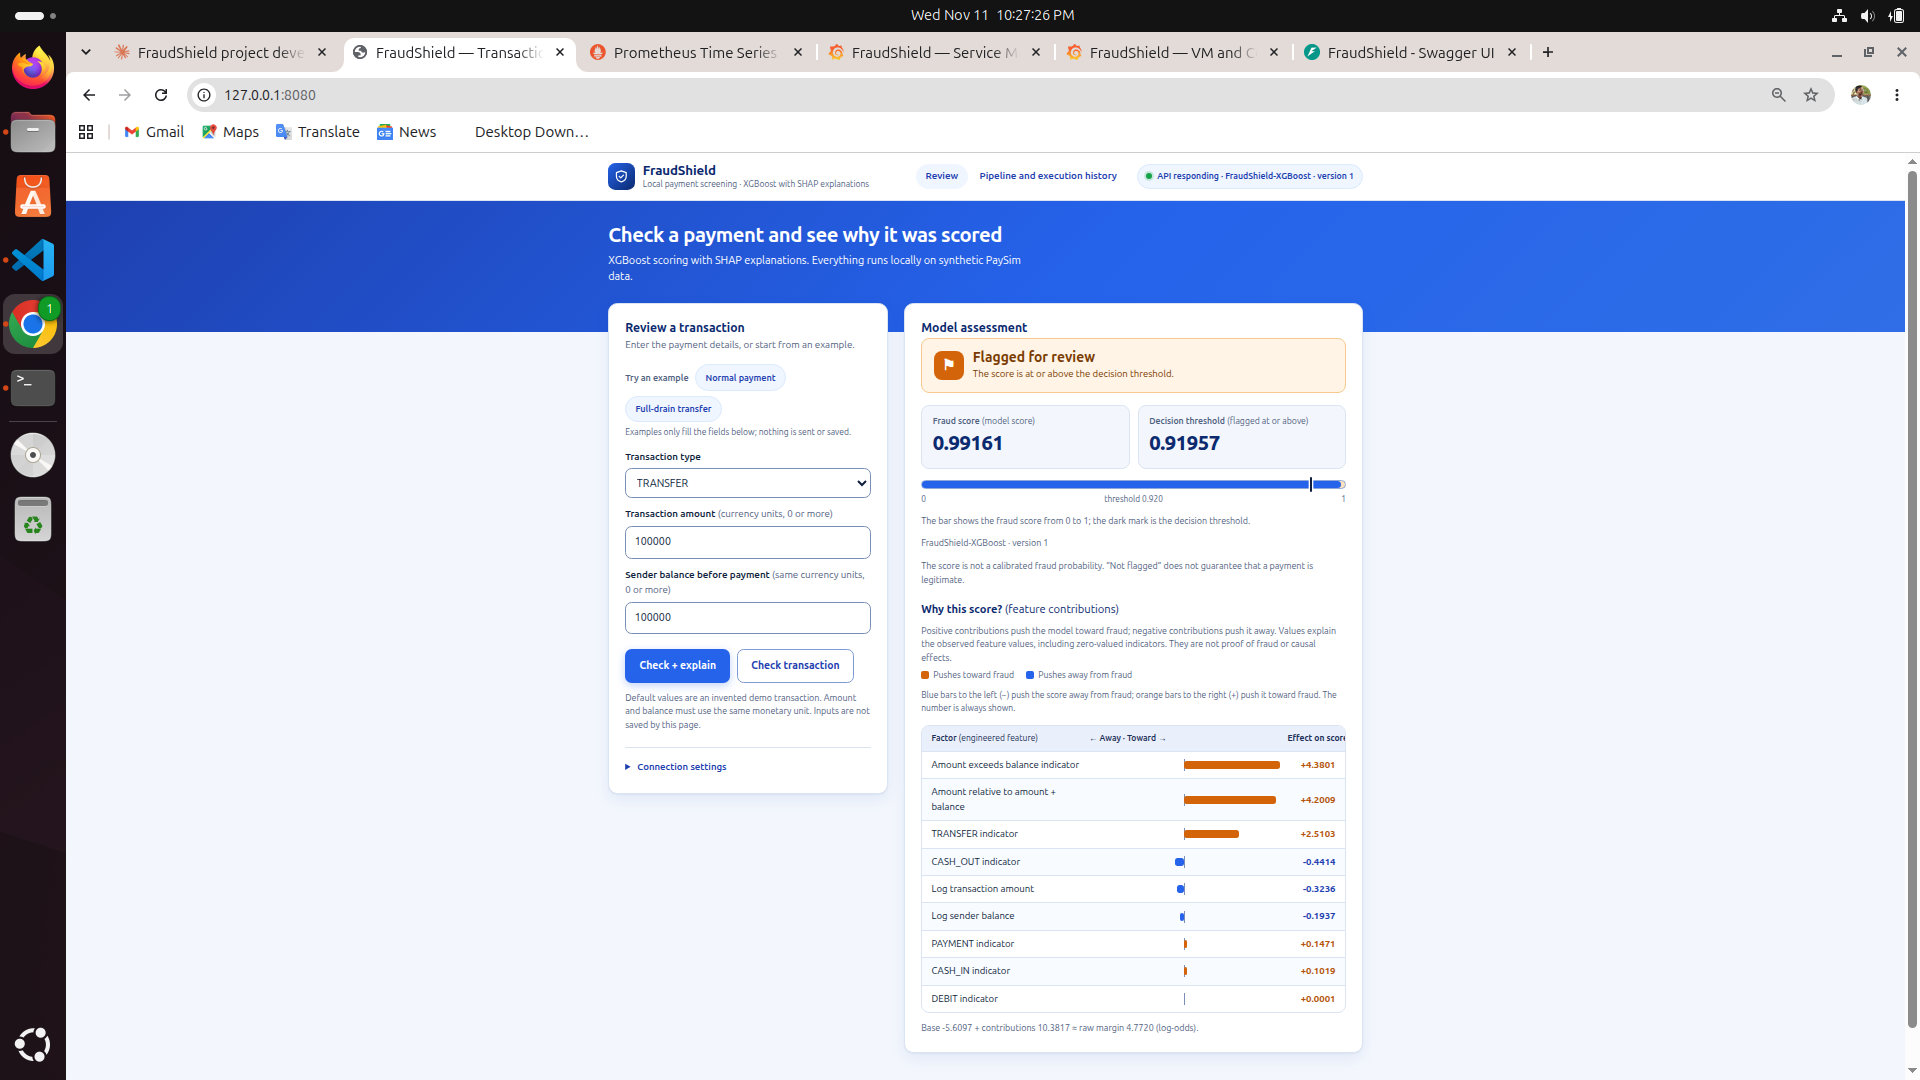 Wed Nov 11 10:27:26 PM
FraudShield project deve
FraudShield — Transacti
Prometheus Time Series
FraudShield — Service M
FraudShield — VM and C
FraudShield - Swagger UI
127.0.0.1:8080
Gmail
Maps
Translate
News
Desktop Down…
1
>_
FraudShield
Local payment screening · XGBoost with SHAP explanations
Review
Pipeline and execution history
API responding · FraudShield-XGBoost · version 1
Check a payment and see why it was scored
XGBoost scoring with SHAP explanations. Everything runs locally on synthetic PaySim
data.
Review a transaction
Enter the payment details, or start from an example.
Try an example
Normal payment
Full-drain transfer
Examples only fill the fields below; nothing is sent or saved.
Transaction type
TRANSFER
Transaction amount (currency units, 0 or more)
100000
Sender balance before payment (same currency units,
0 or more)
100000
Check + explain
Check transaction
Default values are an invented demo transaction. Amount
and balance must use the same monetary unit. Inputs are not
saved by this page.
▶ Connection settings
Model assessment
Flagged for review
The score is at or above the decision threshold.
Fraud score (model score)
0.99161
Decision threshold (flagged at or above)
0.91957
0
threshold 0.920
1
The bar shows the fraud score from 0 to 1; the dark mark is the decision threshold.
FraudShield-XGBoost · version 1
The score is not a calibrated fraud probability. "Not flagged" does not guarantee that a payment is
legitimate.
Why this score? (feature contributions)
Positive contributions push the model toward fraud; negative contributions push it away. Values explain
the observed feature values, including zero-valued indicators. They are not proof of fraud or causal
effects.
Pushes toward fraud
Pushes away from fraud
Blue bars to the left (−) push the score away from fraud; orange bars to the right (+) push it toward fraud. The
number is always shown.
Factor (engineered feature)
← Away · Toward →
Effect on score
Amount exceeds balance indicator
+4.3801
Amount relative to amount +
balance
+4.2009
TRANSFER indicator
+2.5103
CASH_OUT indicator
-0.4414
Log transaction amount
-0.3236
Log sender balance
-0.1937
PAYMENT indicator
+0.1471
CASH_IN indicator
+0.1019
DEBIT indicator
+0.0001
Base -5.6097 + contributions 10.3817 = raw margin 4.7720 (log-odds).